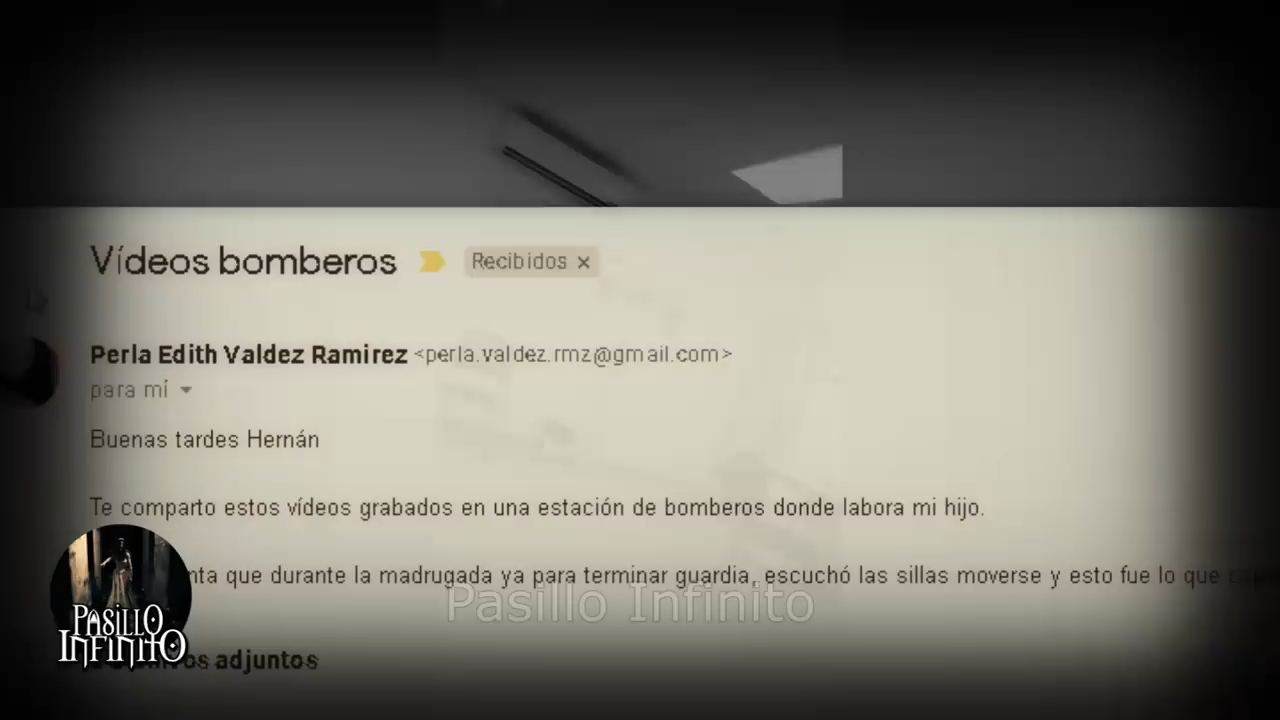 Vídeos bomberos
Recibidos ×
Perla Edith Valdez Ramirez <perla.valdez.rmz@gmail.com>
para mí
Buenas tardes Hernán
Te comparto estos vídeos grabados en una estación de bomberos donde labora mi hijo.
que durante la madrugada ya para terminar guardia, escuchó las sillas moverse y esto fue lo que
Pasillo Infinito
PASILLO
INFINITO
adjuntos